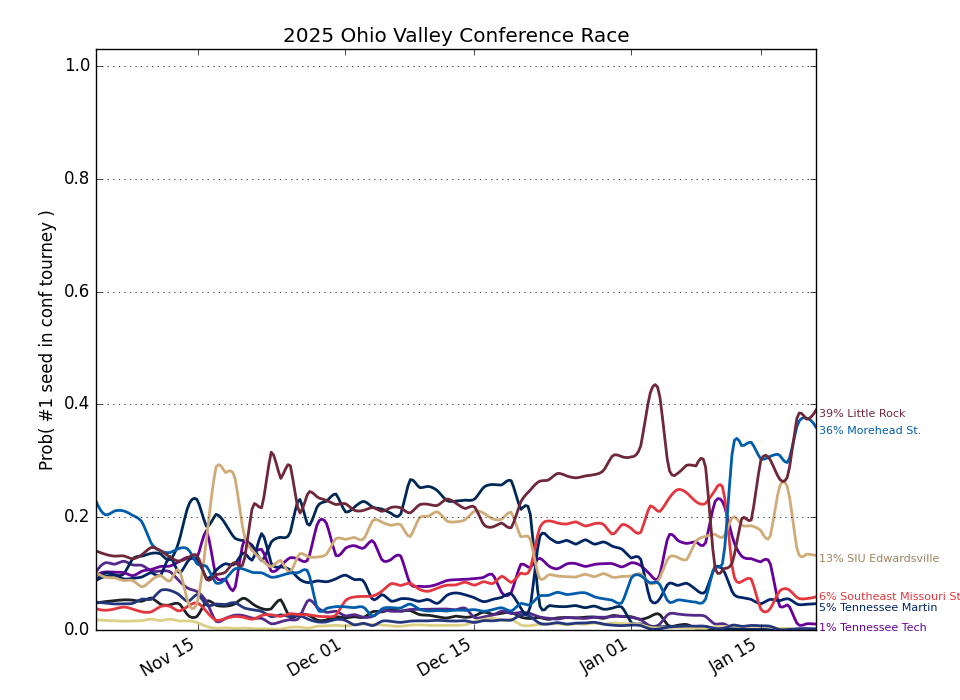 2025 Ohio Valley Conference Race
Prob( #1 seed in conf tourney )
1.0
0.8
0.6
0.4
0.2
0.0
39% Little Rock
36% Morehead St.
13% SIU Edwardsville
6% Southeast Missouri St
5% Tennessee Martin
1% Tennessee Tech
Nov 15
Dec 01
Dec 15
Jan 01
Jan 15